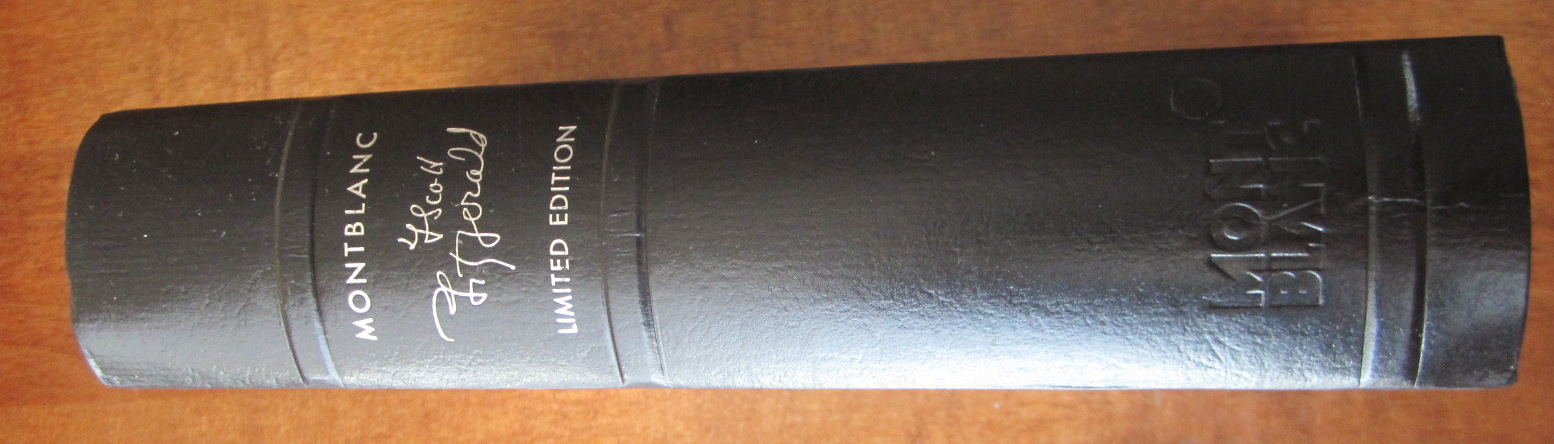 MONTBLANC
F Scott
Fitzgerald
LIMITED EDITION
MONT
BLANC